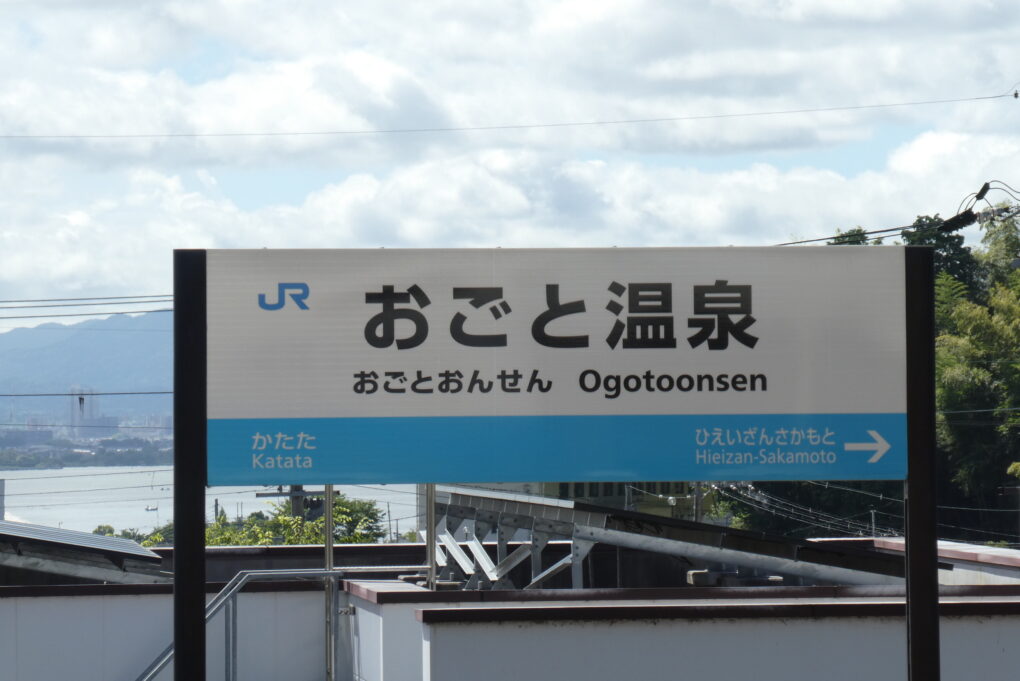 JR おごと温泉
おごとおんせん Ogotoonsen
かたた
Katata
ひえいざんさかもと
Hieizan-Sakamoto